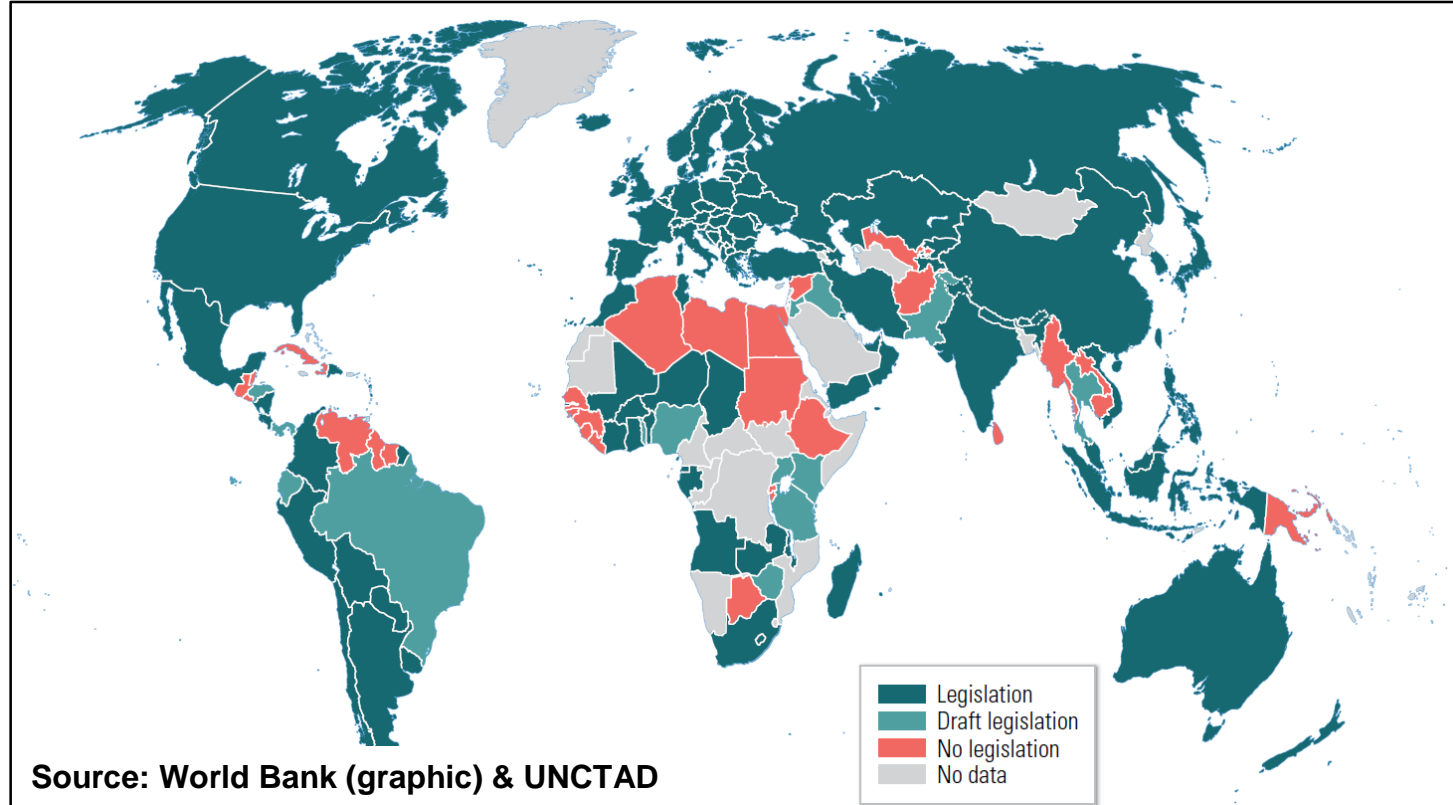 Legislation
Draft legislation
No legislation
No data
Source: World Bank (graphic) & UNCTAD